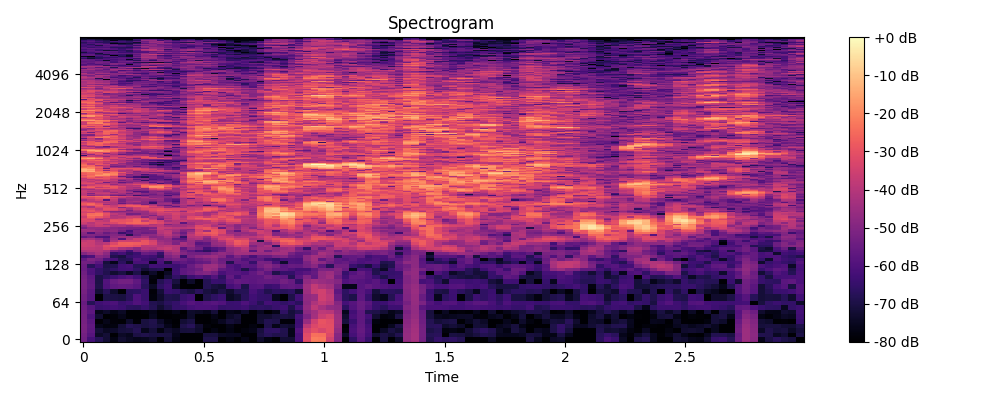 Spectrogram
Hz
4096
2048
1024
512
256
128
64
0
0
0.5
1
1.5
2
2.5
Time
+0 dB
-10 dB
-20 dB
-30 dB
-40 dB
-50 dB
-60 dB
-70 dB
-80 dB